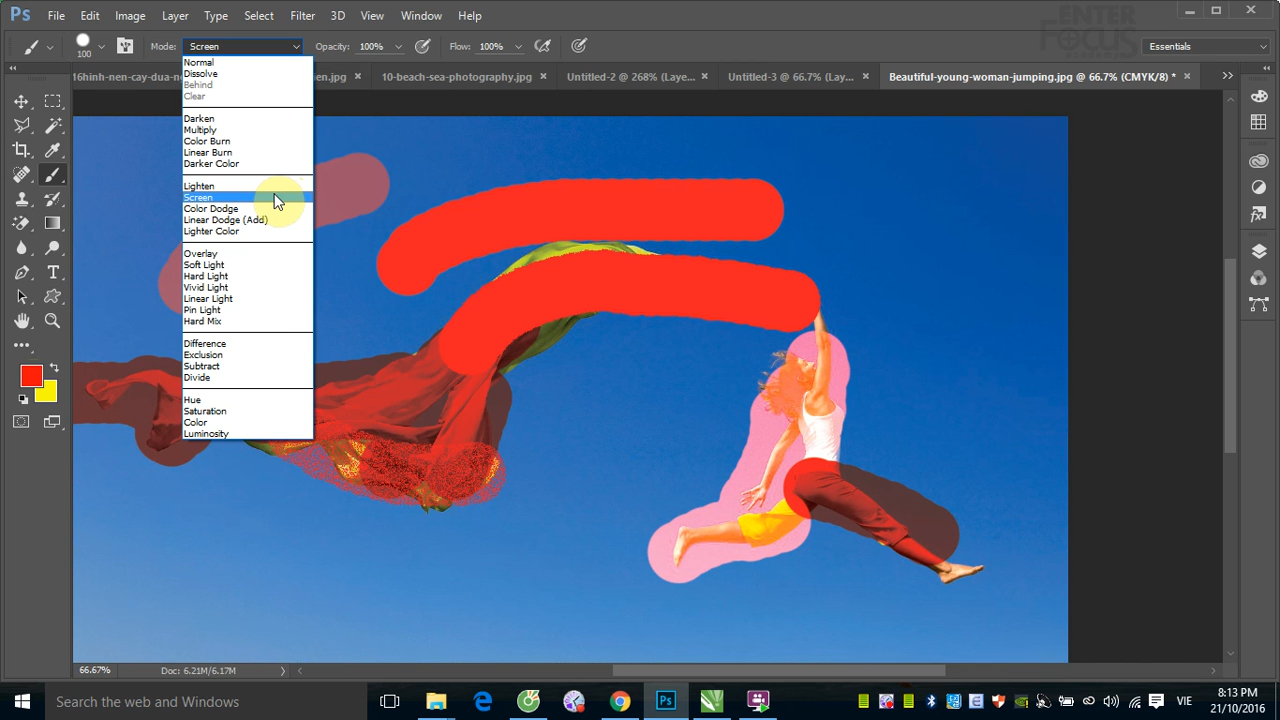 Ps File Edit Image Layer Type Select Filter 3D View Window Help
ENTER
FOCUS
100 Mode: Screen Opacity: 100% Flow: 100% Essentials
10-beach-sea-photography.jpg Untitled-2 @ 268% (Laye... Untitled-3 @ 66.7% (Lay... Beautiful-young-woman-jumping.jpg @ 66.7% (CMYK/8) *
Normal
Dissolve
Behind
Clear
Darken
Multiply
Color Burn
Linear Burn
Darker Color
Lighten
Screen
Color Dodge
Linear Dodge (Add)
Lighter Color
Overlay
Soft Light
Hard Light
Vivid Light
Linear Light
Pin Light
Hard Mix
Difference
Exclusion
Subtract
Divide
Hue
Saturation
Color
Luminosity
66.67% Doc: 6.21M/6.17M
Search the web and Windows
Ps
VIE
8:13 PM
21/10/2016